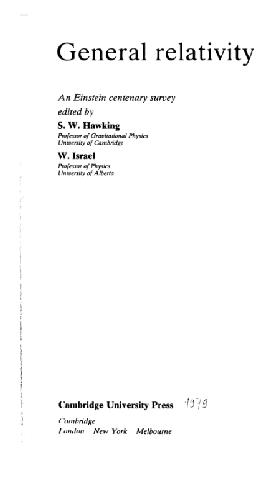 General relativity
An Einstein centenary survey
edited by
S. W. Hawking
Professor of Gravitational Physics
University of Cambridge
W. Israel
Professor of Physics
University of Alberta
Cambridge University Press 1979
Cambridge
London New York Melbourne